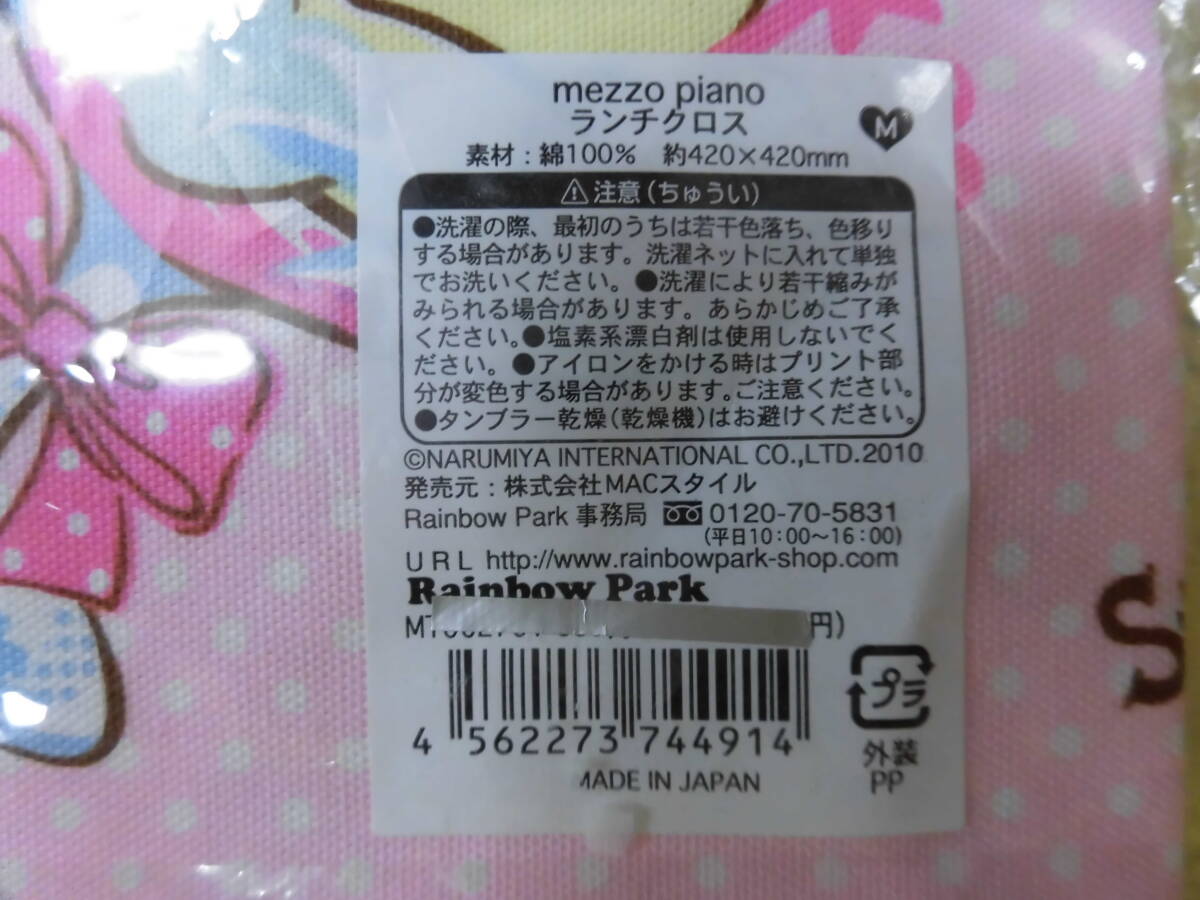 mezzo piano
ランチクロス
M
素材：綿100%　約420×420mm
⚠注意（ちゅうい）
●洗濯の際、最初のうちは若干色落ち、色移り
する場合があります。洗濯ネットに入れて単独
でお洗いください。●洗濯により若干縮みが
みられる場合があります。あらかじめご了承
ください。●塩素系漂白剤は使用しないでく
ださい。●アイロンをかける時はプリント部
分が変色する場合があります。ご注意ください。
●タンブラー乾燥（乾燥機）はお避けください。
©NARUMIYA INTERNATIONAL CO.,LTD.2010
発売元：株式会社MACスタイル
Rainbow Park 事務局 0120-70-5831
（平日10：00〜16：00）
URL http://www.rainbowpark-shop.com
Rainbow Park
円）
4 562273 744914
プラ
外装
PP
MADE IN JAPAN